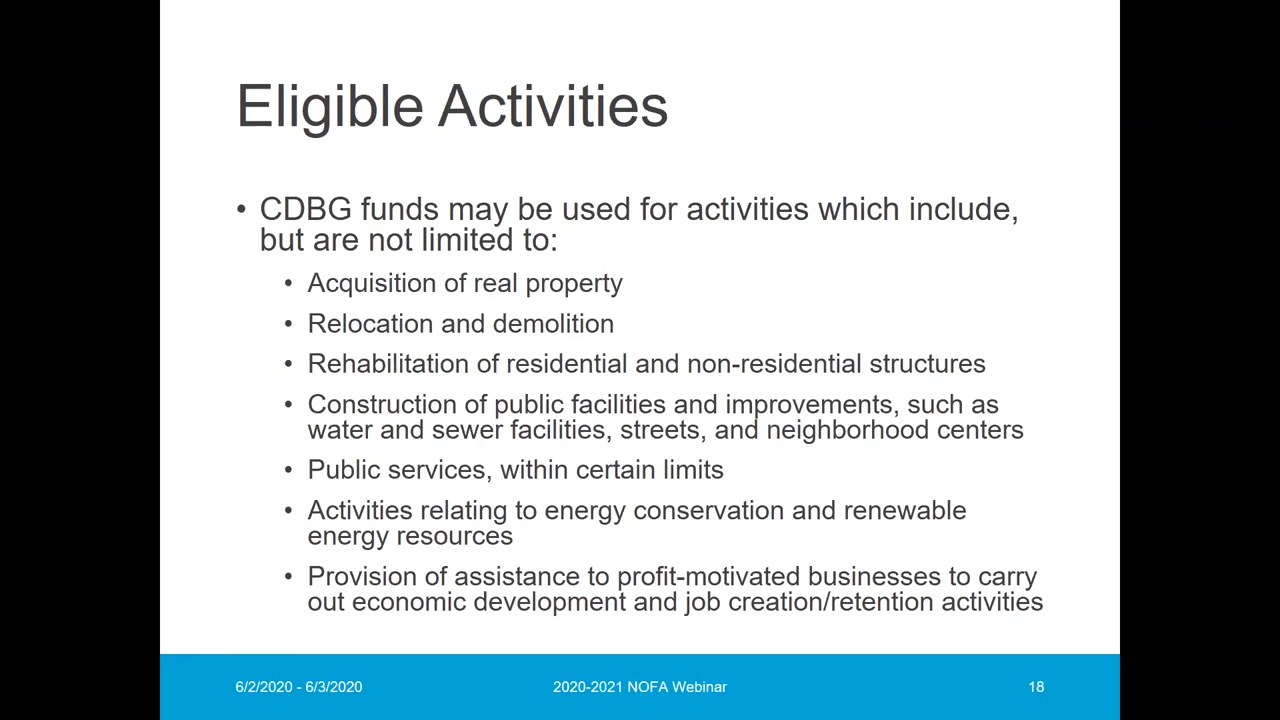 Eligible Activities
• CDBG funds may be used for activities which include,
but are not limited to:
• Acquisition of real property
• Relocation and demolition
• Rehabilitation of residential and non-residential structures
• Construction of public facilities and improvements, such as
water and sewer facilities, streets, and neighborhood centers
• Public services, within certain limits
• Activities relating to energy conservation and renewable
energy resources
• Provision of assistance to profit-motivated businesses to carry
out economic development and job creation/retention activities
6/2/2020 - 6/3/2020
2020-2021 NOFA Webinar
18